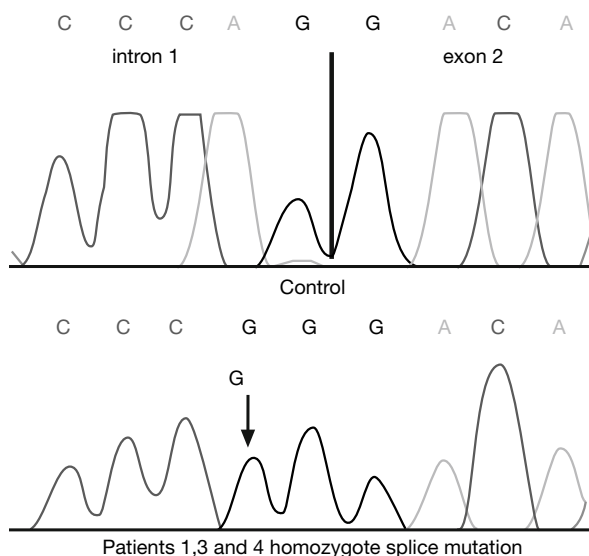 C C C A G G A C A
intron 1 exon 2
Control
C C C G G G A C A
G
Patients 1,3 and 4 homozygote splice mutation